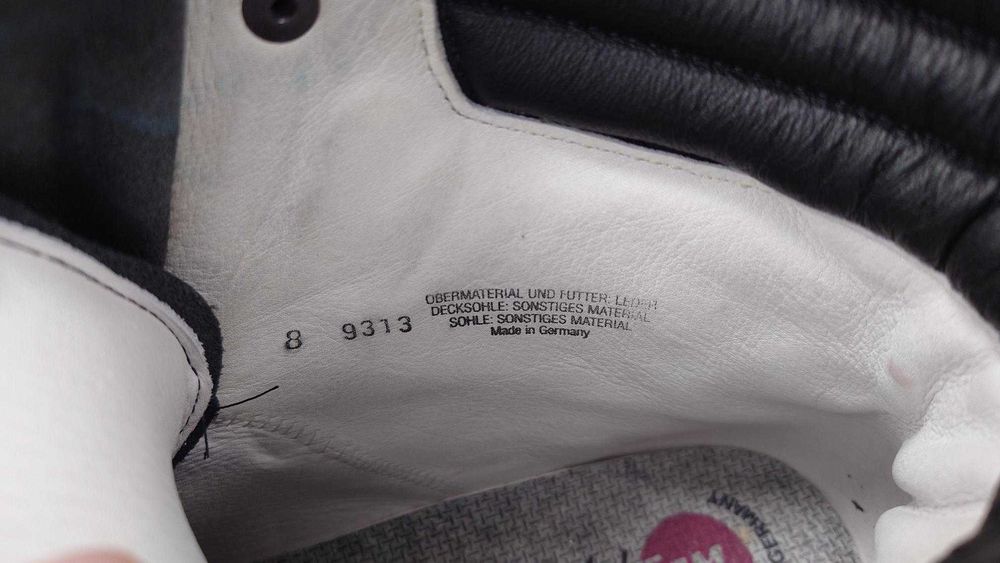 8 9313
OBERMATERIAL UND FUTTER: LEDER
DECKSOHLE: SONSTIGES MATERIAL
SOHLE: SONSTIGES MATERIAL
Made in Germany
GERMANY